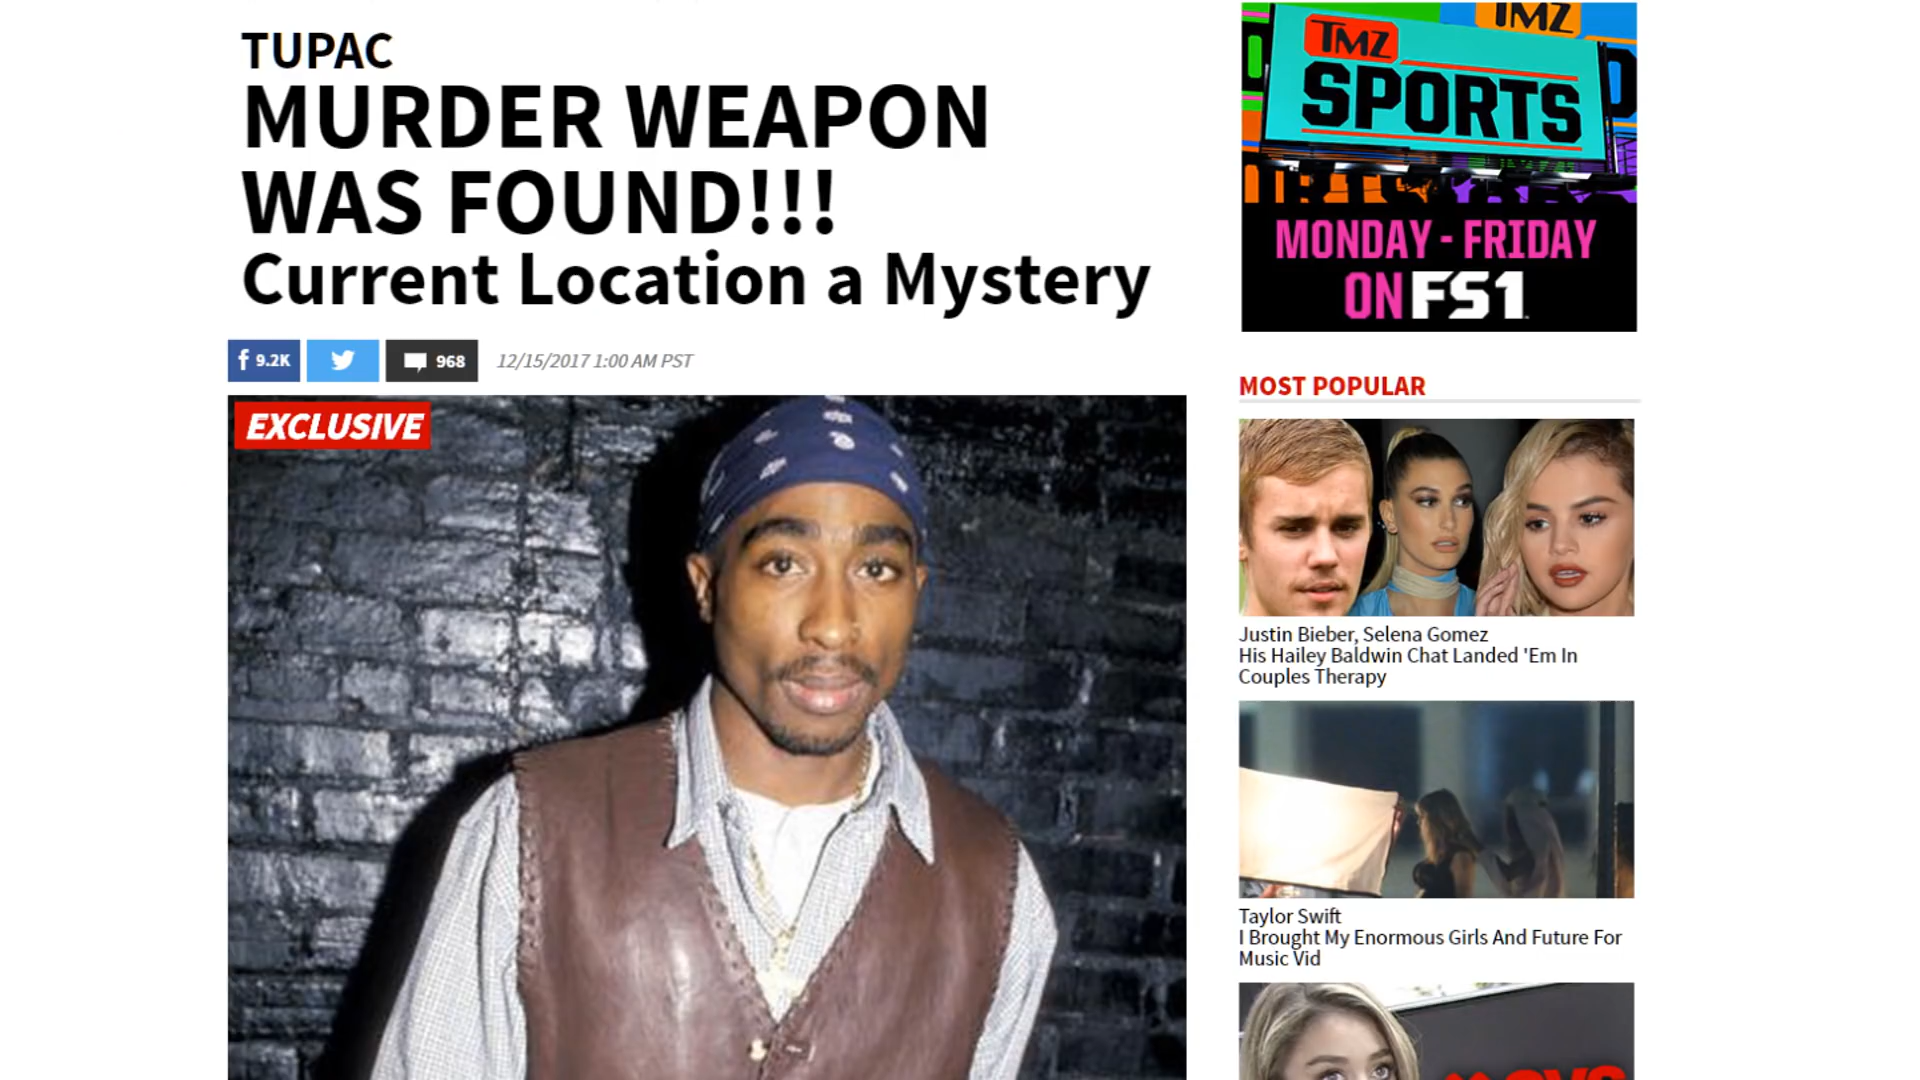 TUPAC
MURDER WEAPON
WAS FOUND!!!
Current Location a Mystery
f 9.2K
968
12/15/2017 1:00 AM PST
EXCLUSIVE
TMZ
TMZ
SPORTS
MONDAY - FRIDAY
ON FS1
MOST POPULAR
Justin Bieber, Selena Gomez
His Hailey Baldwin Chat Landed 'Em In
Couples Therapy
Taylor Swift
I Brought My Enormous Girls And Future For
Music Vid